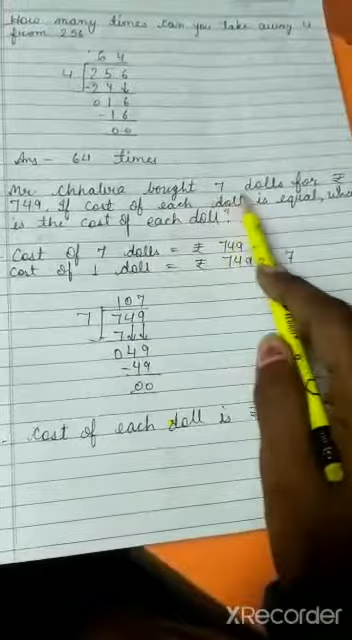 How many times can you take away 4
from 256
64
4 256
-24
016
-16
00
Ans - 64 times
Mr Chhabra bought 7 dolls for ₹
749. If cost of each doll is equal,
is the cost of each doll?
Cost of 7 dolls = ₹ 749
Cost of 1 doll = ₹ 749 7
107
7 749
7
049
-49
00
Cost of each doll is
XRecorder